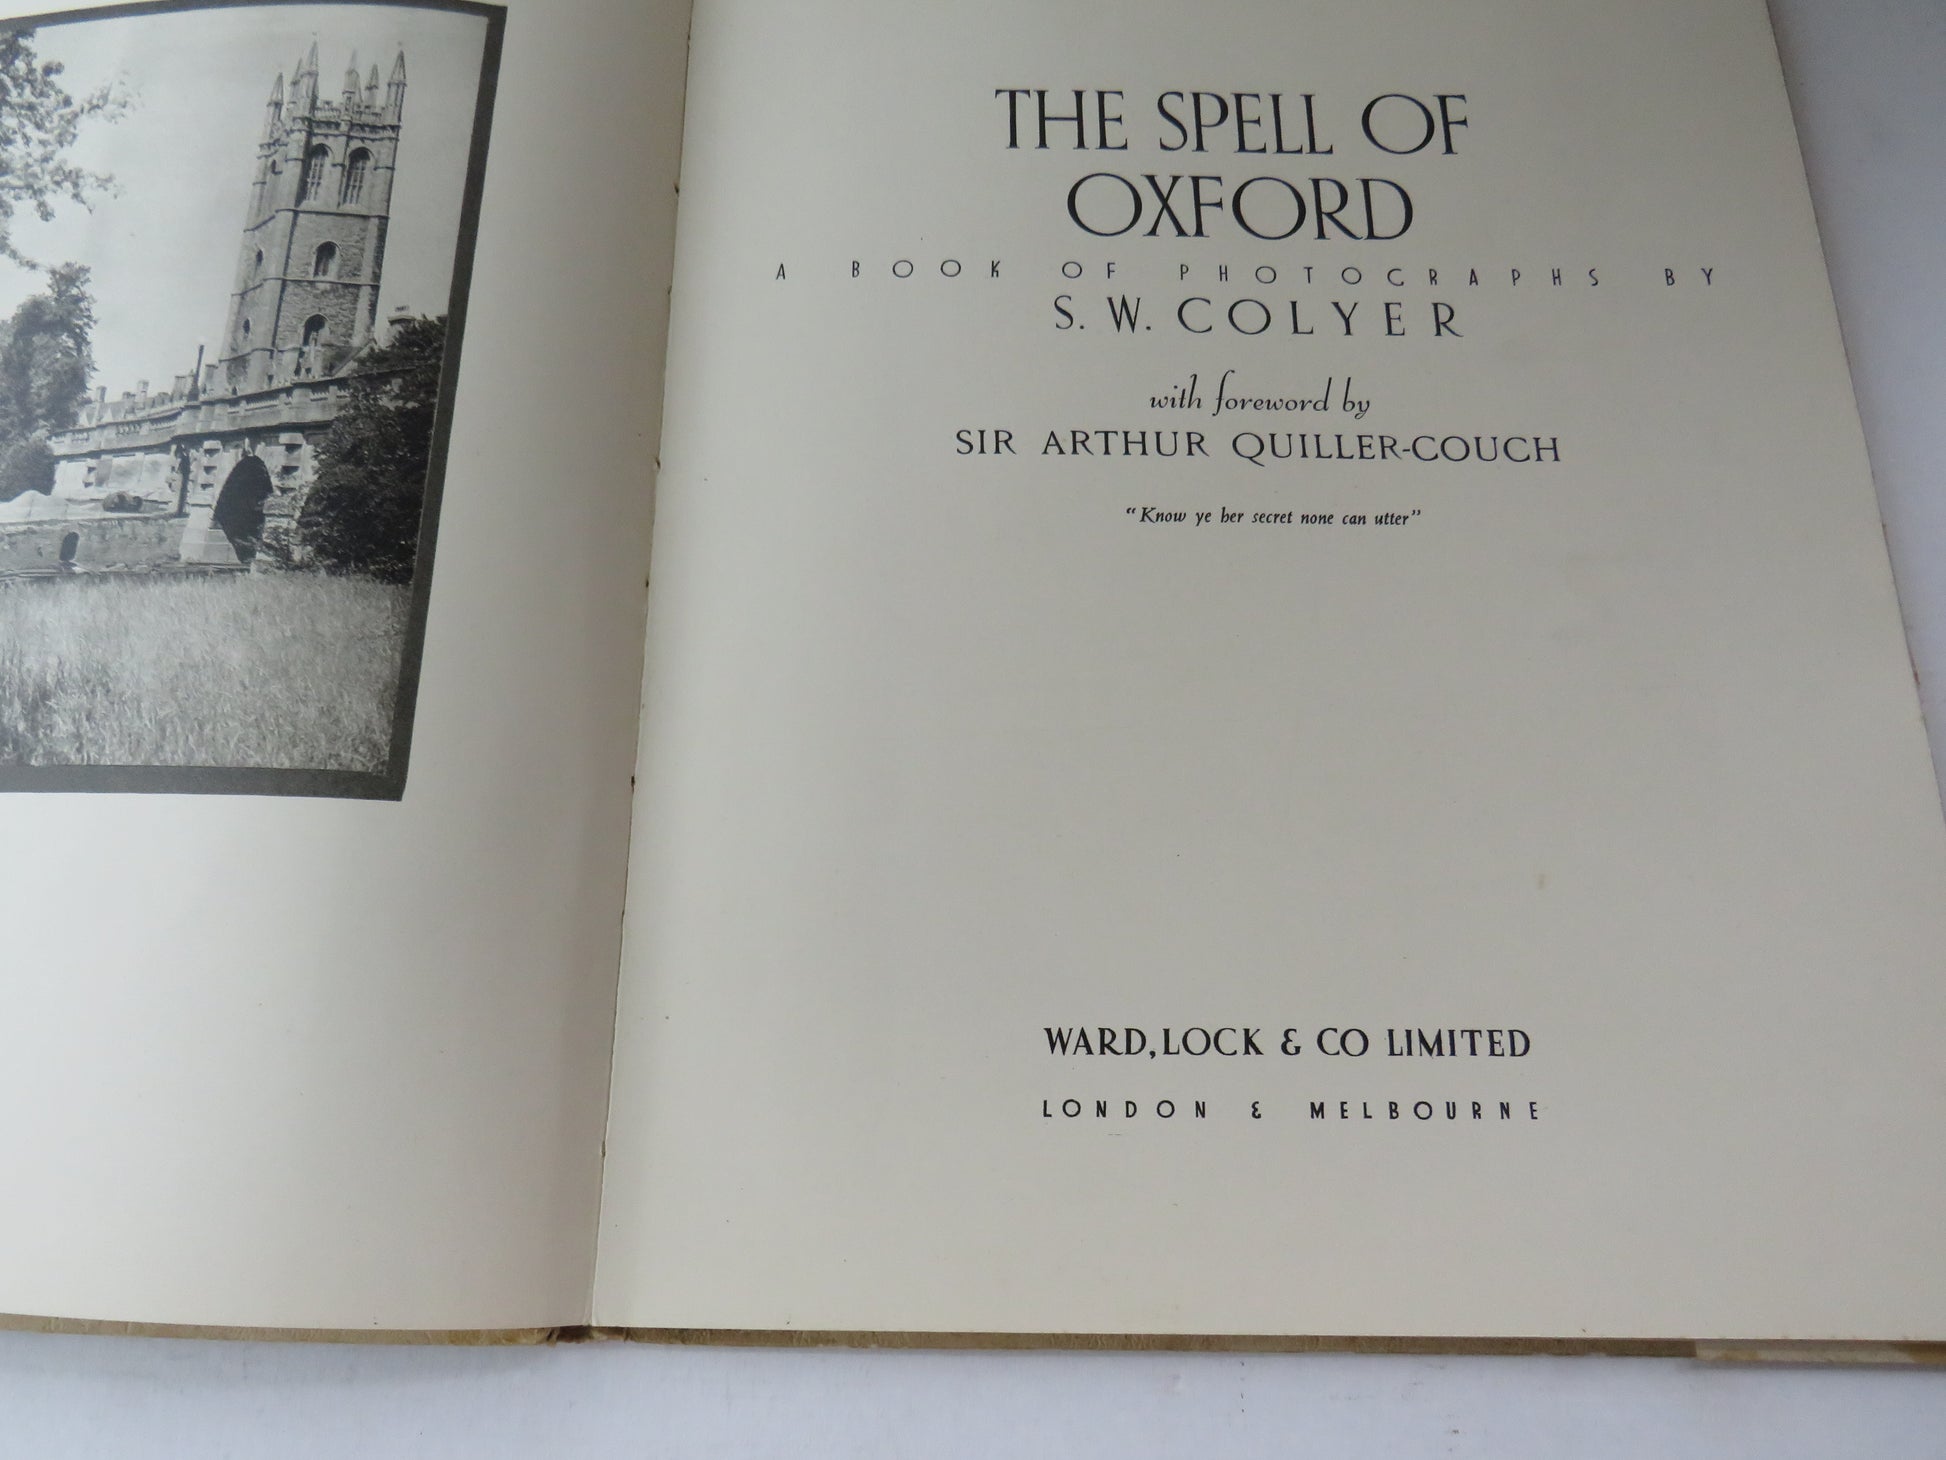 THE SPELL OF
OXFORD
A BOOK OF PHOTOGRAPHS BY
S. W. COLYER
with foreword by
SIR ARTHUR QUILLER-COUCH
“Know ye her secret none can utter”
WARD, LOCK & CO LIMITED
LONDON & MELBOURNE